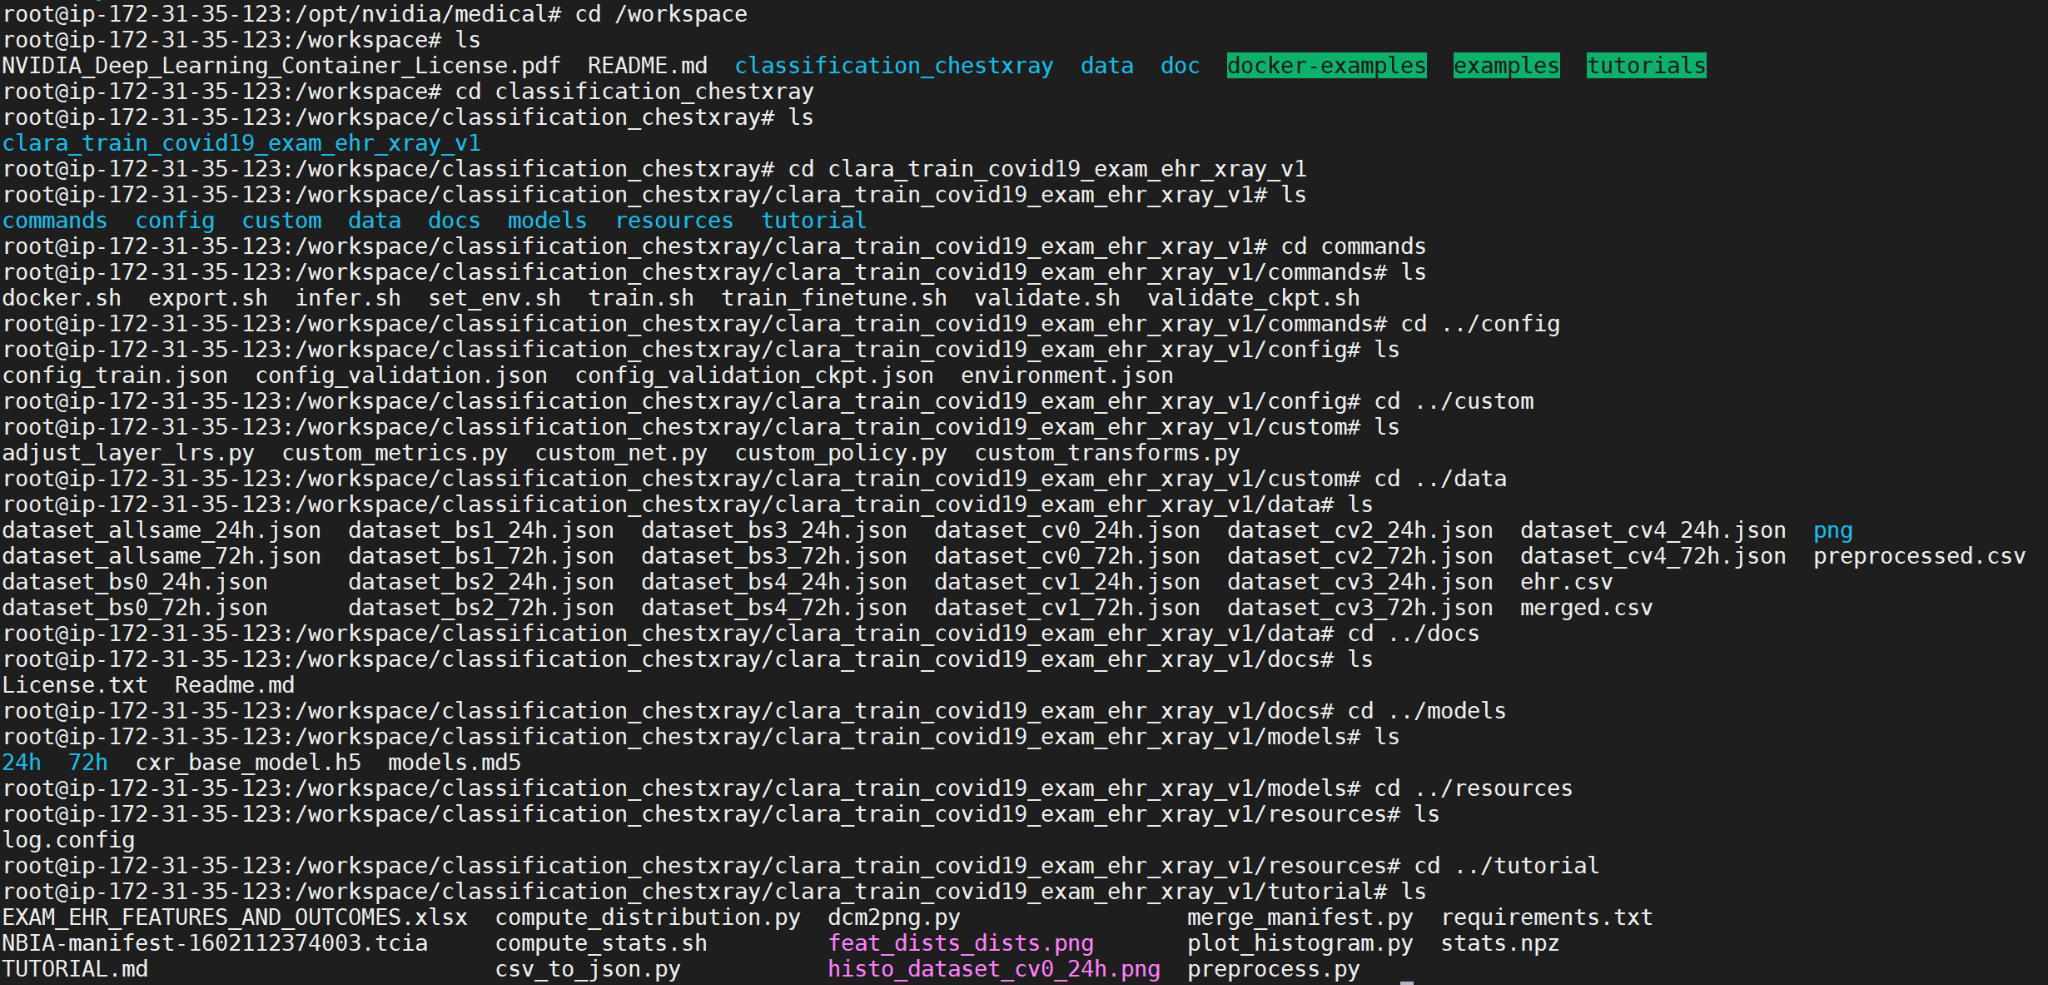 root@ip-172-31-35-123:/opt/nvidia/medical# cd /workspace
root@ip-172-31-35-123:/workspace# ls
NVIDIA_Deep_Learning_Container_License.pdf  README.md  classification_chestxray  data  doc  docker-examples  examples  tutorials
root@ip-172-31-35-123:/workspace# cd classification_chestxray
root@ip-172-31-35-123:/workspace/classification_chestxray# ls
clara_train_covid19_exam_ehr_xray_v1
root@ip-172-31-35-123:/workspace/classification_chestxray# cd clara_train_covid19_exam_ehr_xray_v1
root@ip-172-31-35-123:/workspace/classification_chestxray/clara_train_covid19_exam_ehr_xray_v1# ls
commands  config  custom  data  docs  models  resources  tutorial
root@ip-172-31-35-123:/workspace/classification_chestxray/clara_train_covid19_exam_ehr_xray_v1# cd commands
root@ip-172-31-35-123:/workspace/classification_chestxray/clara_train_covid19_exam_ehr_xray_v1/commands# ls
docker.sh  export.sh  infer.sh  set_env.sh  train.sh  train_finetune.sh  validate.sh  validate_ckpt.sh
root@ip-172-31-35-123:/workspace/classification_chestxray/clara_train_covid19_exam_ehr_xray_v1/commands# cd ../config
root@ip-172-31-35-123:/workspace/classification_chestxray/clara_train_covid19_exam_ehr_xray_v1/config# ls
config_train.json  config_validation.json  config_validation_ckpt.json  environment.json
root@ip-172-31-35-123:/workspace/classification_chestxray/clara_train_covid19_exam_ehr_xray_v1/config# cd ../custom
root@ip-172-31-35-123:/workspace/classification_chestxray/clara_train_covid19_exam_ehr_xray_v1/custom# ls
adjust_layer_lrs.py  custom_metrics.py  custom_net.py  custom_policy.py  custom_transforms.py
root@ip-172-31-35-123:/workspace/classification_chestxray/clara_train_covid19_exam_ehr_xray_v1/custom# cd ../data
root@ip-172-31-35-123:/workspace/classification_chestxray/clara_train_covid19_exam_ehr_xray_v1/data# ls
dataset_allsame_24h.json  dataset_bs1_24h.json  dataset_bs3_24h.json  dataset_cv0_24h.json  dataset_cv2_24h.json  dataset_cv4_24h.json  png
dataset_allsame_72h.json  dataset_bs1_72h.json  dataset_bs3_72h.json  dataset_cv0_72h.json  dataset_cv2_72h.json  dataset_cv4_72h.json  preprocessed.csv
dataset_bs0_24h.json      dataset_bs2_24h.json  dataset_bs4_24h.json  dataset_cv1_24h.json  dataset_cv3_24h.json  ehr.csv
dataset_bs0_72h.json      dataset_bs2_72h.json  dataset_bs4_72h.json  dataset_cv1_72h.json  dataset_cv3_72h.json  merged.csv
root@ip-172-31-35-123:/workspace/classification_chestxray/clara_train_covid19_exam_ehr_xray_v1/data# cd ../docs
root@ip-172-31-35-123:/workspace/classification_chestxray/clara_train_covid19_exam_ehr_xray_v1/docs# ls
License.txt  Readme.md
root@ip-172-31-35-123:/workspace/classification_chestxray/clara_train_covid19_exam_ehr_xray_v1/docs# cd ../models
root@ip-172-31-35-123:/workspace/classification_chestxray/clara_train_covid19_exam_ehr_xray_v1/models# ls
24h  72h  cxr_base_model.h5  models.md5
root@ip-172-31-35-123:/workspace/classification_chestxray/clara_train_covid19_exam_ehr_xray_v1/models# cd ../resources
root@ip-172-31-35-123:/workspace/classification_chestxray/clara_train_covid19_exam_ehr_xray_v1/resources# ls
log.config
root@ip-172-31-35-123:/workspace/classification_chestxray/clara_train_covid19_exam_ehr_xray_v1/resources# cd ../tutorial
root@ip-172-31-35-123:/workspace/classification_chestxray/clara_train_covid19_exam_ehr_xray_v1/tutorial# ls
EXAM_EHR_FEATURES_AND_OUTCOMES.xlsx  compute_distribution.py  dcm2png.py                 merge_manifest.py  requirements.txt
NBIA-manifest-1602112374003.tcia     compute_stats.sh         feat_dists_dists.png       plot_histogram.py  stats.npz
TUTORIAL.md                          csv_to_json.py           histo_dataset_cv0_24h.png  preprocess.py